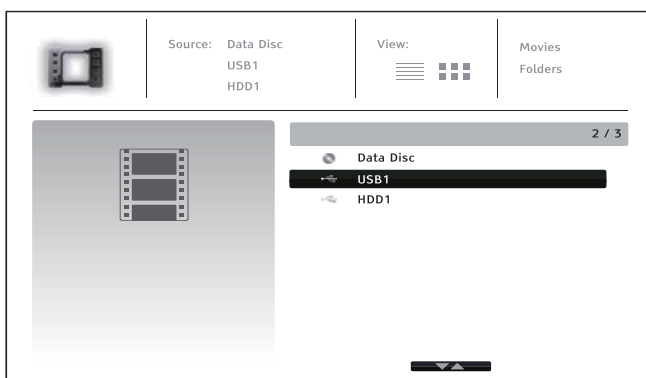 Source: Data Disc
USB1
HDD1
View:
Movies
Folders
2 / 3
Data Disc
USB1
HDD1